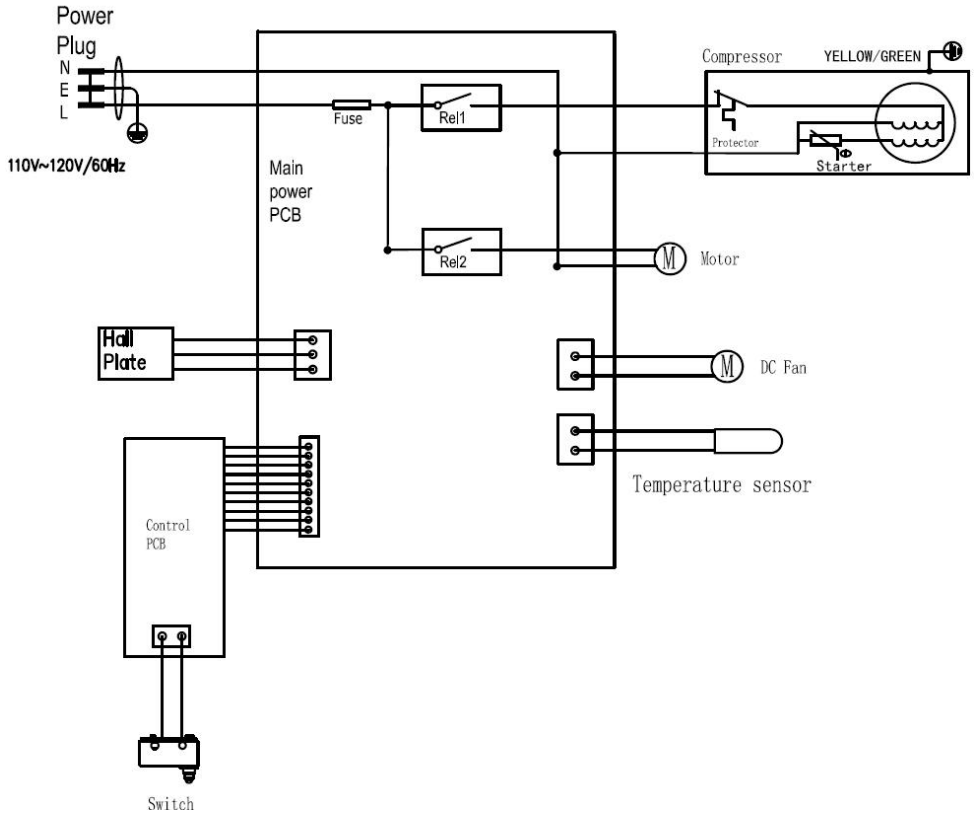 Power
Plug
N
E
L
110V~120V/60Hz
Fuse
Rel1
Main
power
PCB
Rel2
Compressor
YELLOW/GREEN
Protector
Starter
M
Motor
Hall
Plate
M
DC Fan
Temperature sensor
Control
PCB
Switch